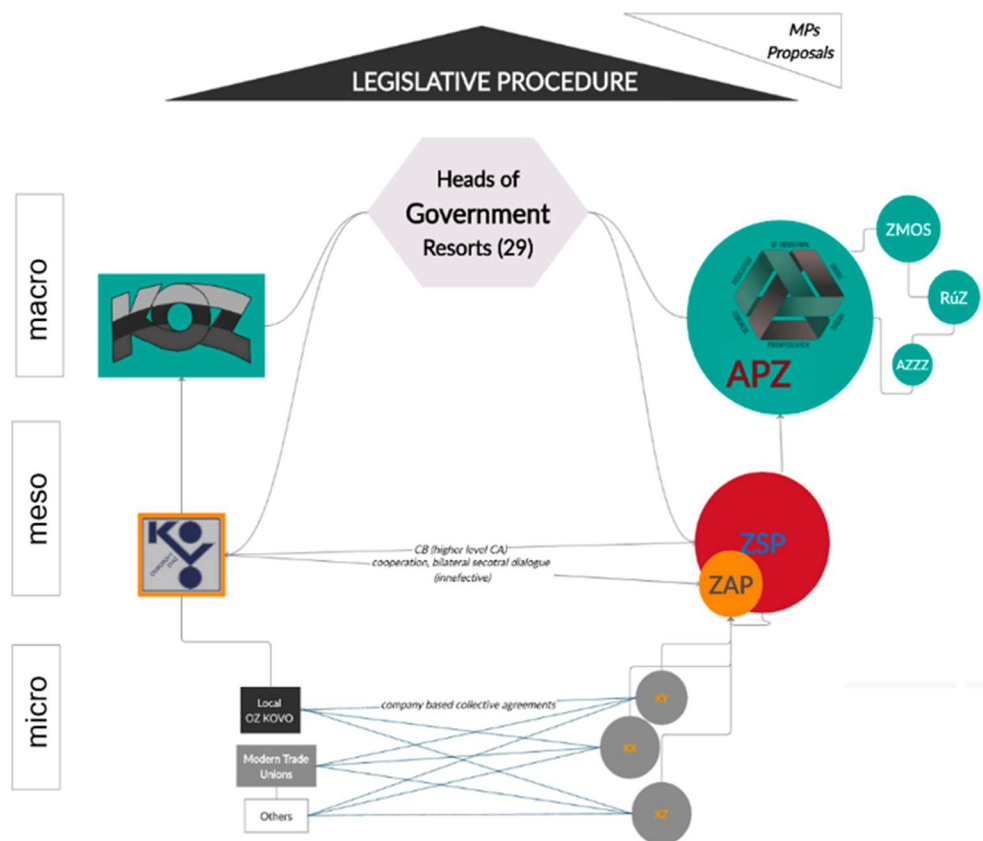 MPs
Proposals
LEGISLATIVE PROCEDURE
Heads of
Government
Resorts (29)
macro
KOZ
APZ
ZMOS
RúZ
AZZZ
meso
KOVO
CB (higher level CA)
cooperation, bilateral secotral dialogue
(innefective)
ZSP
ZAP
micro
Local
OZ KOVO
company based collective agreements
XY
XX
Modern Trade
Unions
Others
XZ